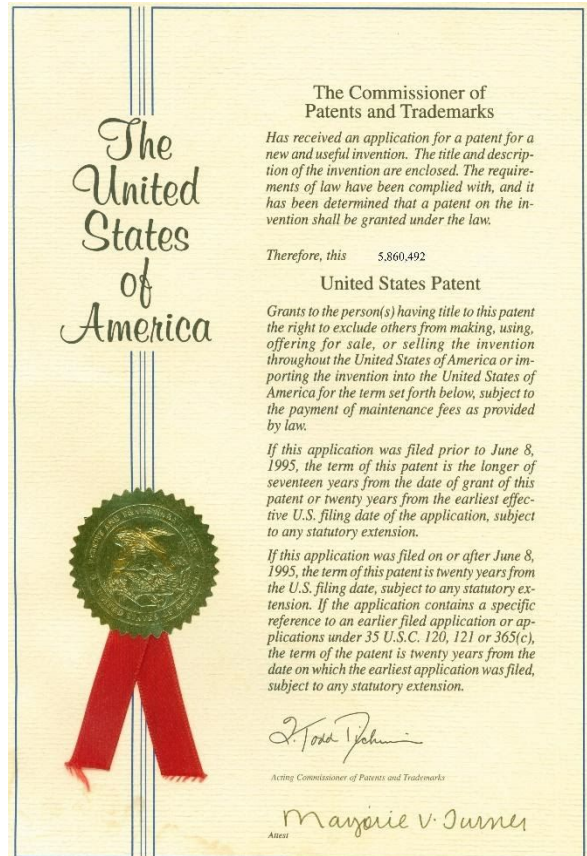 The
United
States
of
America
The Commissioner of
Patents and Trademarks
Has received an application for a patent for a
new and useful invention. The title and descrip-
tion of the invention are enclosed. The require-
ments of law have been complied with, and it
has been determined that a patent on the in-
vention shall be granted under the law.
Therefore, this 5,860,492
United States Patent
Grants to the person(s) having title to this patent
the right to exclude others from making, using,
offering for sale, or selling the invention
throughout the United States of America or im-
porting the invention into the United States of
America for the term set forth below, subject to
the payment of maintenance fees as provided
by law.
If this application was filed prior to June 8,
1995, the term of this patent is the longer of
seventeen years from the date of grant of this
patent or twenty years from the earliest effec-
tive U.S. filing date of the application, subject
to any statutory extension.
If this application was filed on or after June 8,
1995, the term of this patent is twenty years from
the U.S. filing date, subject to any statutory ex-
tension. If the application contains a specific
reference to an earlier filed application or ap-
plications under 35 U.S.C. 120, 121 or 365(c),
the term of the patent is twenty years from the
date on which the earliest application was filed,
subject to any statutory extension.
Acting Commissioner of Patents and Trademarks
Marjorie V. Turner
Attest